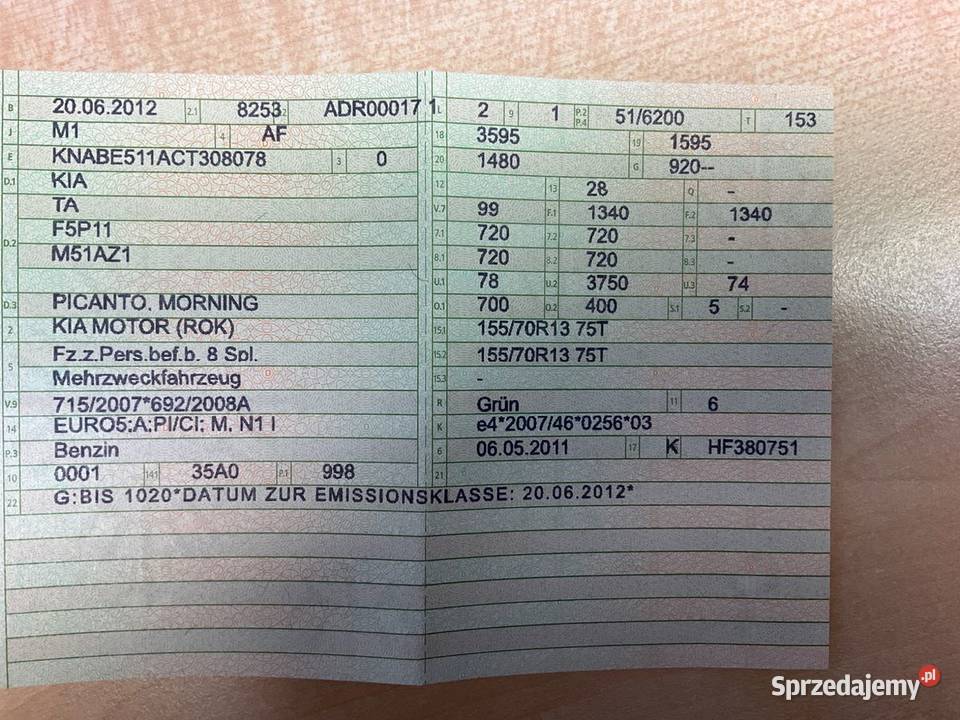 B 20.06.2012 2.1 8253 2 ADR00017 1
J M1 4 AF
E KNABE511ACT308078 3 0
D.1 KIA
TA
D.2 F5P11
M51AZ1
D.3 PICANTO. MORNING
2 KIA MOTOR (ROK)
5 Fz.z.Pers.bef.b. 8 Spl.
Mehrzweckfahrzeug
V.9 715/2007*692/2008A
14 EURO5;A;PI/CI; M, N1 I
P.3 Benzin
10 0001 14.1 35A0 P.1 998
22 G:BIS 1020*DATUM ZUR EMISSIONSKLASSE: 20.06.2012*
L 2 9 1 P.2 P.4 51/6200 T 153
18 3595 19 1595
20 1480 G 920--
12 13 28 Q -
V.7 99 F.1 1340 F.2 1340
7.1 720 7.2 720 7.3 -
8.1 720 8.2 720 8.3 -
U.1 78 U.2 3750 U.3 74
O.1 700 O.2 400 S.1 5 S.2 -
15.1 155/70R13 75T
15.2 155/70R13 75T
15.3 -
R Grün 11 6
K e4*2007/46*0256*03
6 06.05.2011 17 K HF380751
21
Sprzedajemy.pl